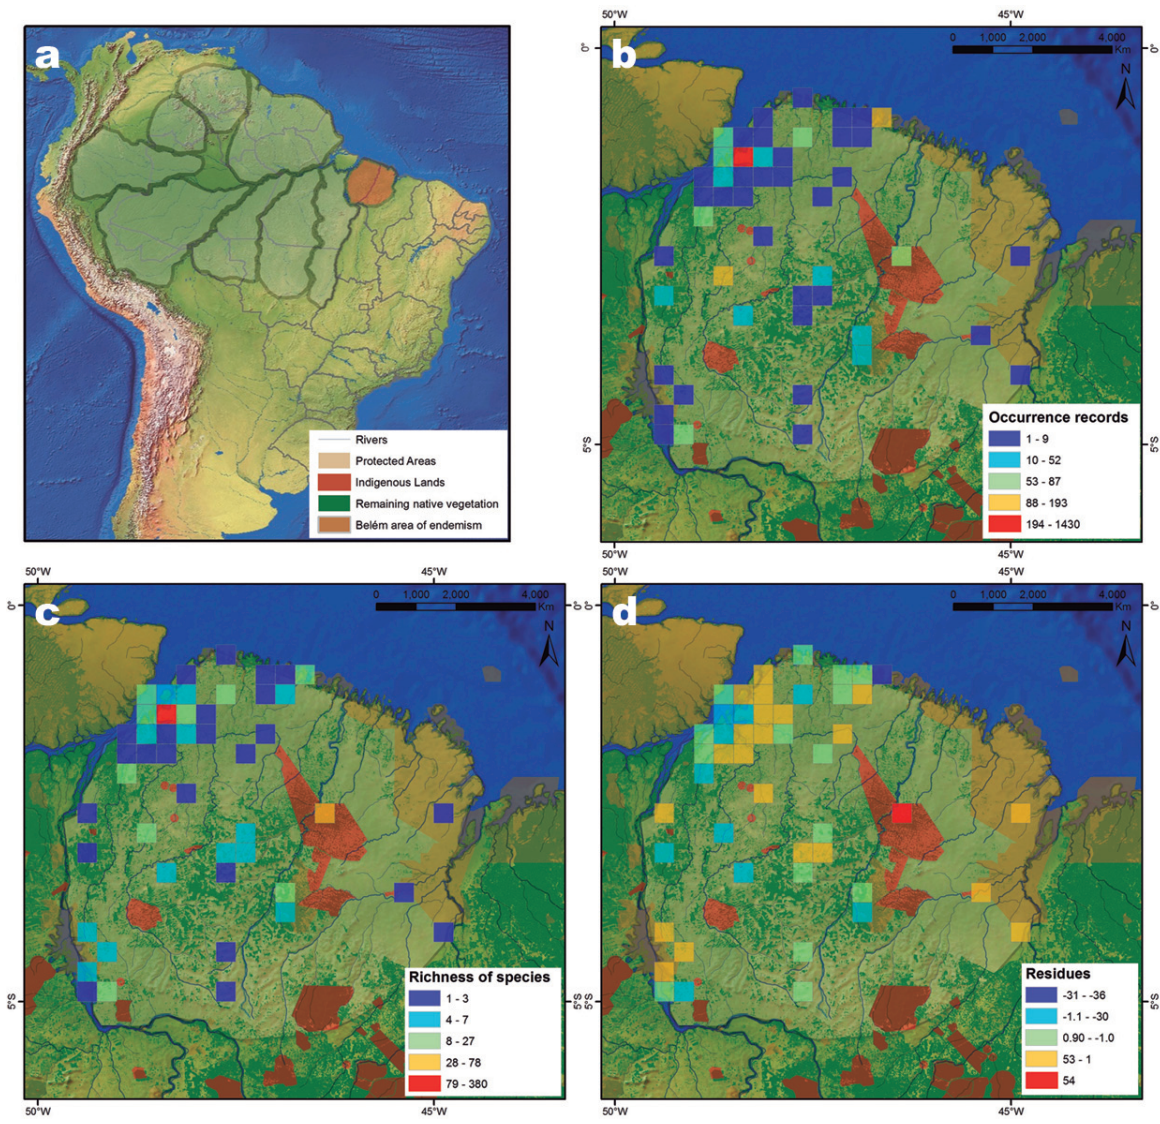 a
Rivers
Protected Areas
Indigenous Lands
Remaining native vegetation
Belém area of endemism
50°W
45°W
0°
b
0 1,000 2,000 4,000
Km
N
Occurrence records
1 - 9
10 - 52
53 - 87
88 - 193
194 - 1430
5°S
5°S
50°W
45°W
50°W
45°W
0°
c
0 1,000 2,000 4,000
Km
N
Richness of species
1 - 3
4 - 7
8 - 27
28 - 78
79 - 380
5°S
5°S
50°W
45°W
50°W
45°W
0°
0°
d
0 1,000 2,000 4,000
Km
N
Residues
-31 - -36
-1.1 - -30
0.90 - -1.0
53 - 1
54
5°S
5°S
50°W
45°W